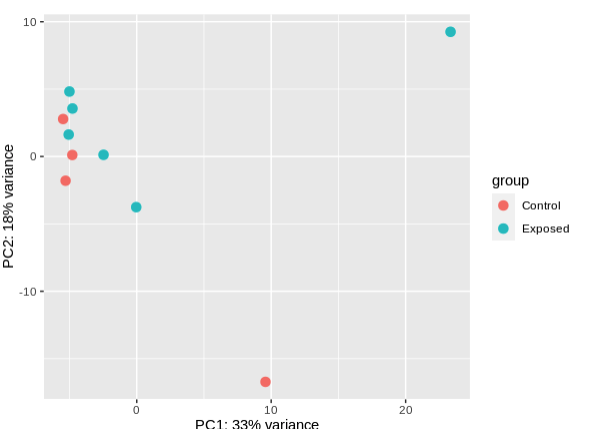 10
0
-10
PC2: 18% variance
0 10 20
PC1: 33% variance
group
Control
Exposed